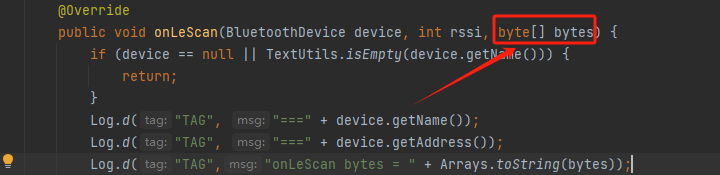 @Override
public void onLeScan(BluetoothDevice device, int rssi, byte[] bytes) {
if (device == null || TextUtils.isEmpty(device.getName())) {
return;
}
Log.d( tag: "TAG", msg: "===" + device.getName());
Log.d( tag: "TAG", msg: "===" + device.getAddress());
Log.d( tag: "TAG", msg: "onLeScan bytes = " + Arrays.toString(bytes));